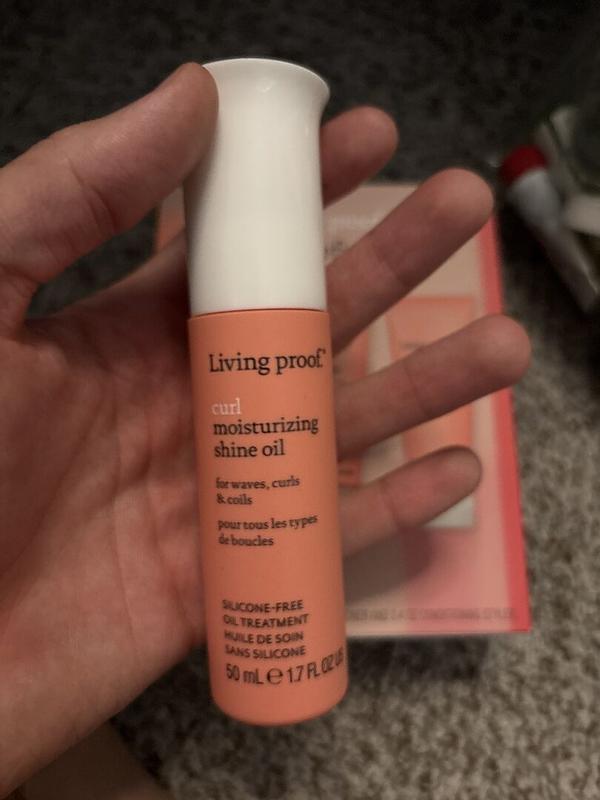 Living proof.
curl
moisturizing
shine oil
for waves, curls
& coils
pour tous les types
de boucles
SILICONE-FREE
OIL TREATMENT
HUILE DE SOIN
SANS SILICONE
50 mL ℮ 1.7 FL OZ US